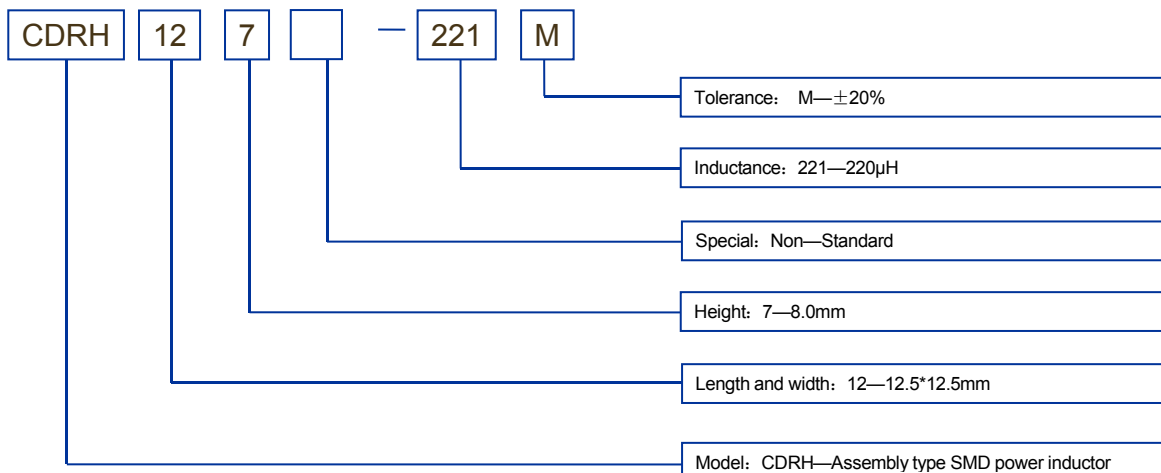 CDRH 12 7 — 221 M
Tolerance： M—±20%
Inductance：221—220μH
Special：Non—Standard
Height：7—8.0mm
Length and width：12—12.5*12.5mm
Model：CDRH—Assembly type SMD power inductor